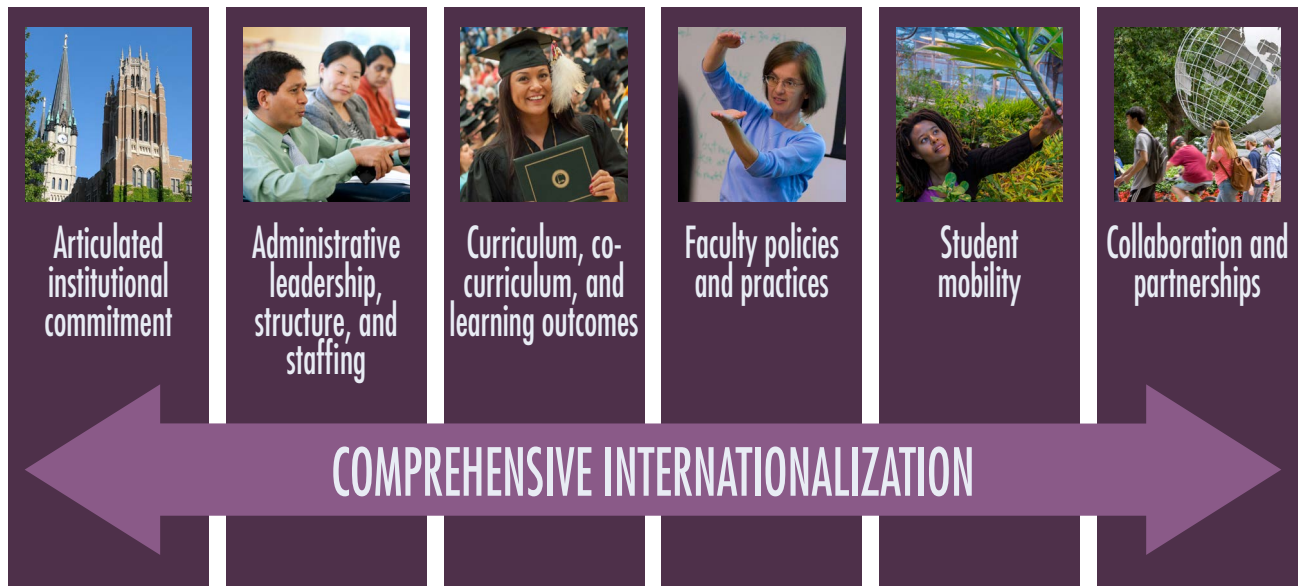 Articulated
institutional
commitment
Administrative
leadership,
structure, and
staffing
Curriculum, co-
curriculum, and
learning outcomes
Faculty policies
and practices
Student
mobility
Collaboration and
partnerships
COMPREHENSIVE INTERNATIONALIZATION